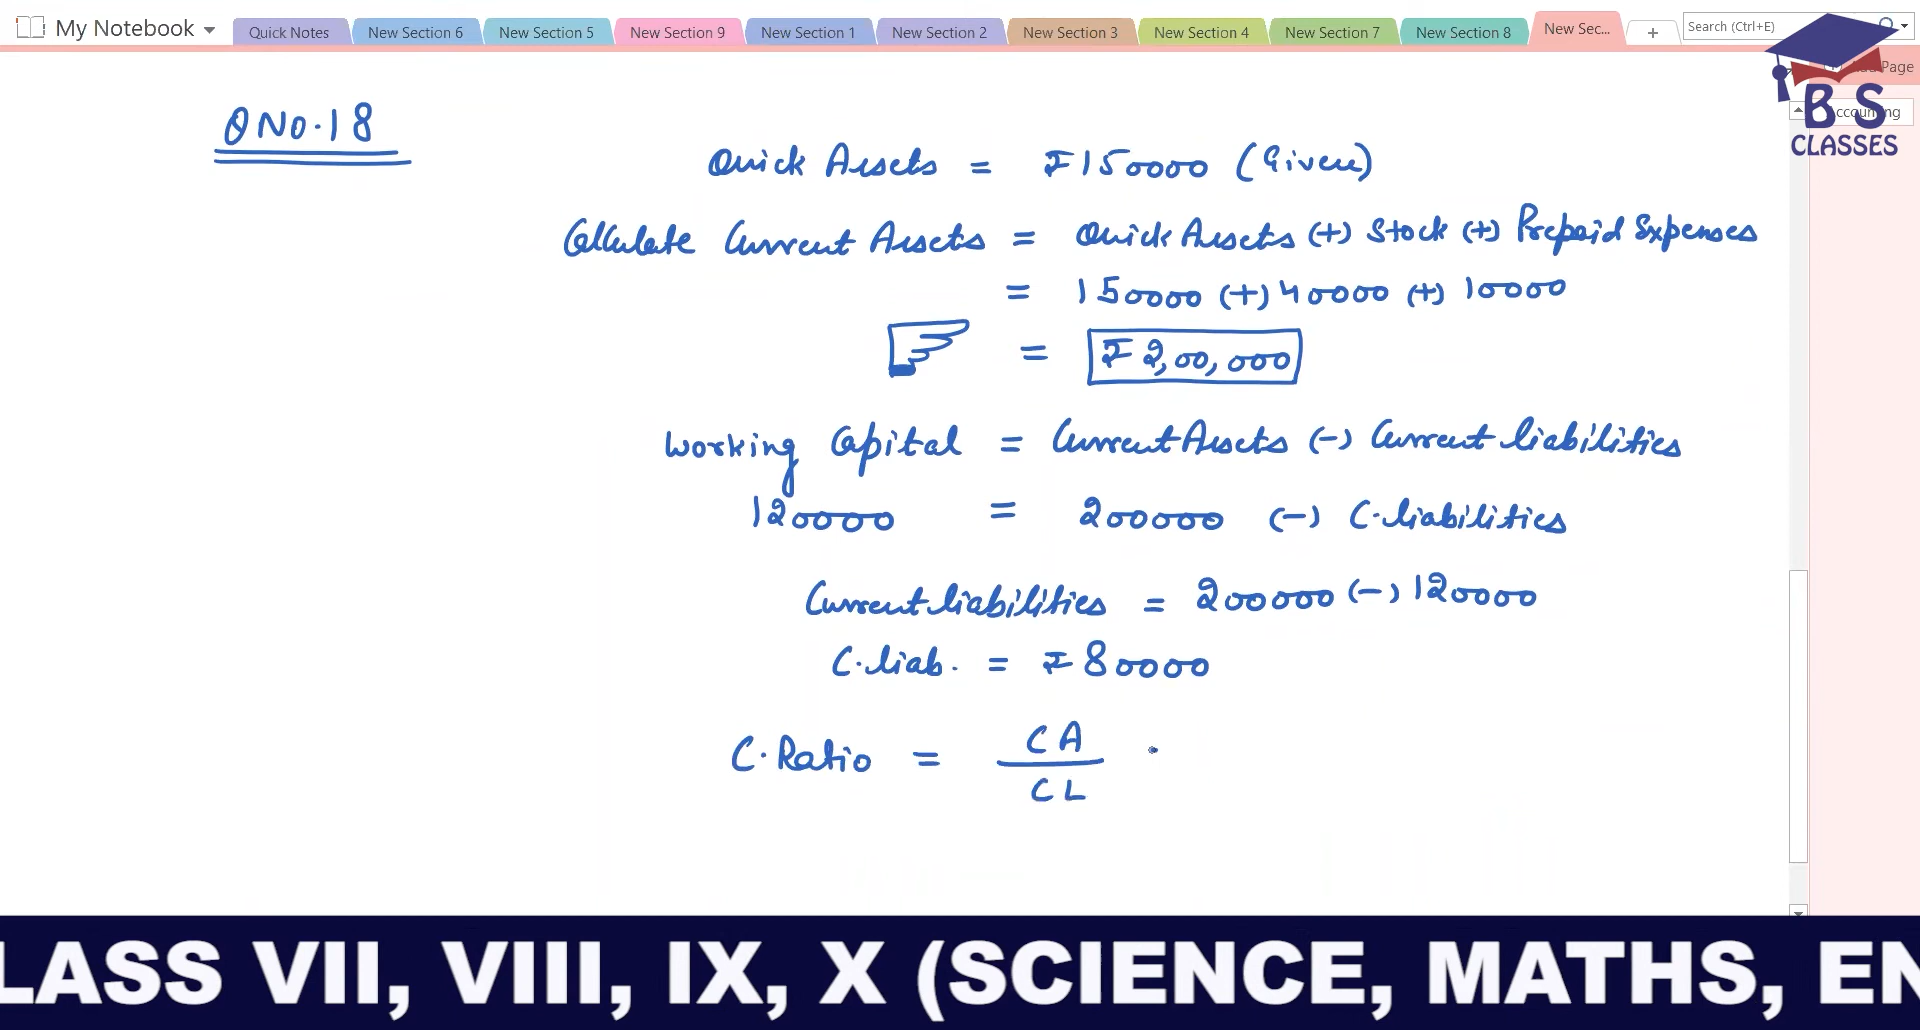 My Notebook
Quick Notes New Section 6 New Section 5 New Section 9 New Section 1 New Section 2 New Section 3 New Section 4 New Section 7 New Section 8 New Sec... +
Search (Ctrl+E)
Page
BS
CLASSES
Q No. 18
Quick Assets = ₹150000 (Given)
Calculate Current Assets = Quick Assets (+) Stock (+) Prepaid Expenses
= 150000 (+) 40000 (+) 10000
= ₹2,00,000
Working Capital = Current Assets (-) Current liabilities
120000 = 200000 (-) C. liabilities
Current liabilities = 200000 (-) 120000
C. liab. = ₹80000
C. Ratio = CA
CL
LASS VII, VIII, IX, X (SCIENCE, MATHS, EN